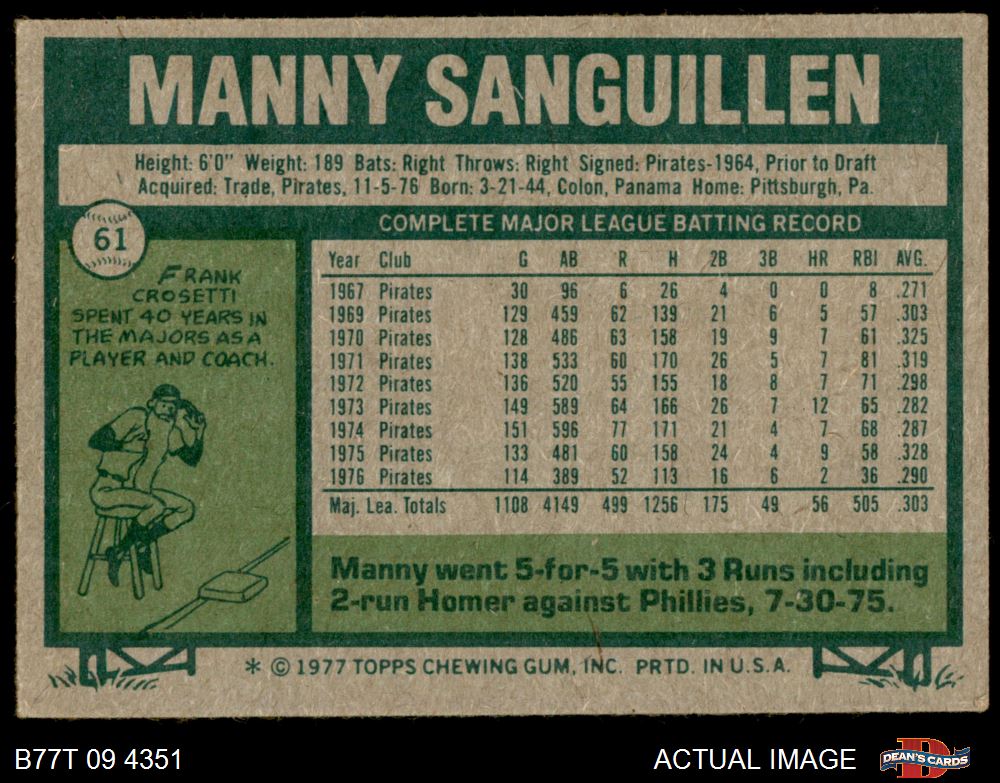 MANNY SANGUILLEN
Height: 6'0" Weight: 189 Bats: Right Throws: Right Signed: Pirates-1964, Prior to Draft
Acquired: Trade, Pirates, 11-5-76 Born: 3-21-44, Colon, Panama Home: Pittsburgh, Pa.
61
FRANK
CROSETTI
SPENT 40 YEARS IN
THE MAJORS AS A
PLAYER AND COACH.
COMPLETE MAJOR LEAGUE BATTING RECORD
Year Club G AB R H 2B 3B HR RBI AVG.
1967 Pirates 30 96 6 26 4 0 0 8 .271
1969 Pirates 129 459 62 139 21 6 5 57 .303
1970 Pirates 128 486 63 158 19 9 7 61 .325
1971 Pirates 138 533 60 170 26 5 7 81 .319
1972 Pirates 136 520 55 155 18 8 7 71 .298
1973 Pirates 149 589 64 166 26 7 12 65 .282
1974 Pirates 151 596 77 171 21 4 7 68 .287
1975 Pirates 133 481 60 158 24 4 9 58 .328
1976 Pirates 114 389 52 113 16 6 2 36 .290
Maj. Lea. Totals 1108 4149 499 1256 175 49 56 505 .303
Manny went 5-for-5 with 3 Runs including
2-run Homer against Phillies, 7-30-75.
* © 1977 TOPPS CHEWING GUM, INC. PRTD. IN U.S.A.
B77T 09 4351
ACTUAL IMAGE
D
DEAN'S CARDS